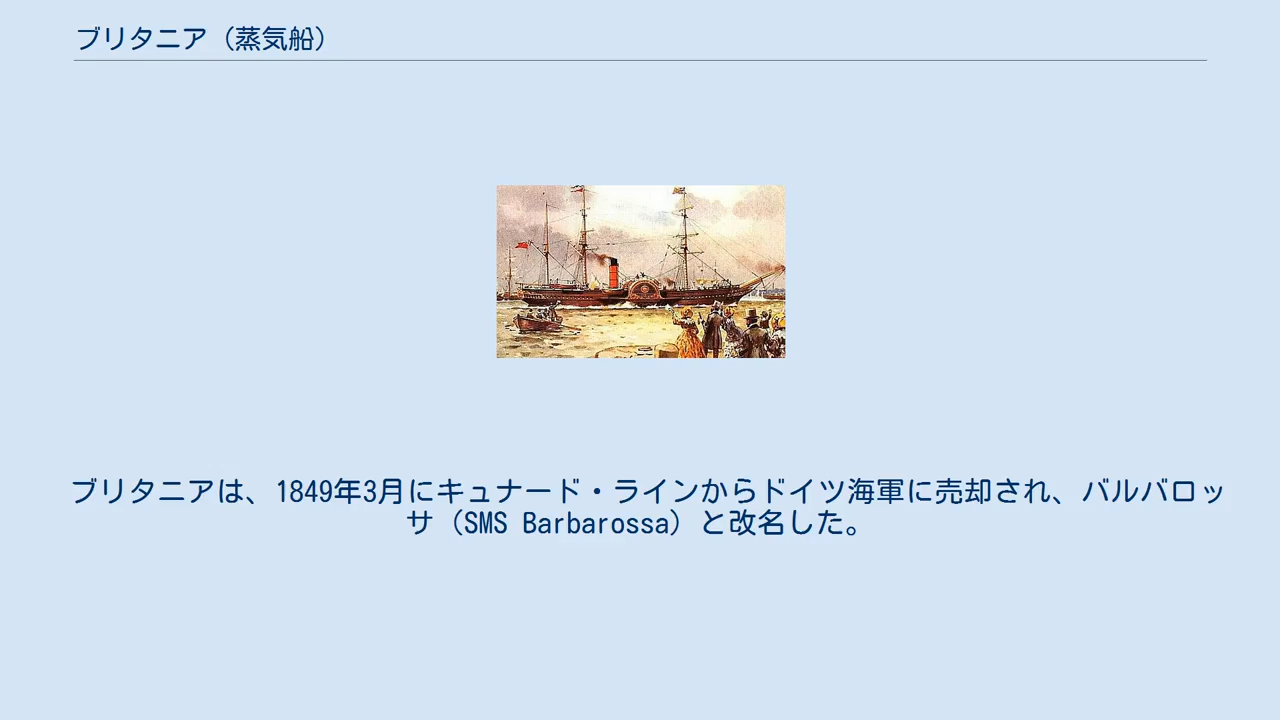 ブリタニア（蒸気船）
ブリタニアは、1849年3月にキュナード・ラインからドイツ海軍に売却され、バルバロッ
サ（SMS Barbarossa）と改名した。